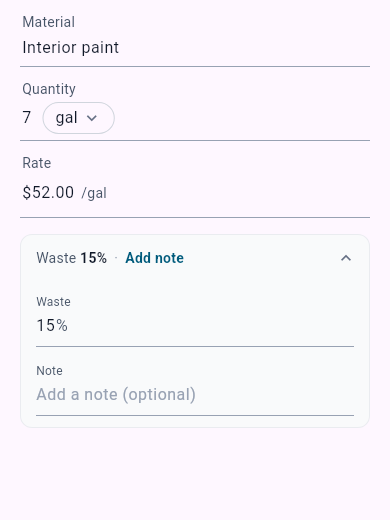 Material
Interior paint
Quantity
7 gal
Rate
$52.00 /gal
Waste 15% · Add note
Waste
15%
Note
Add a note (optional)